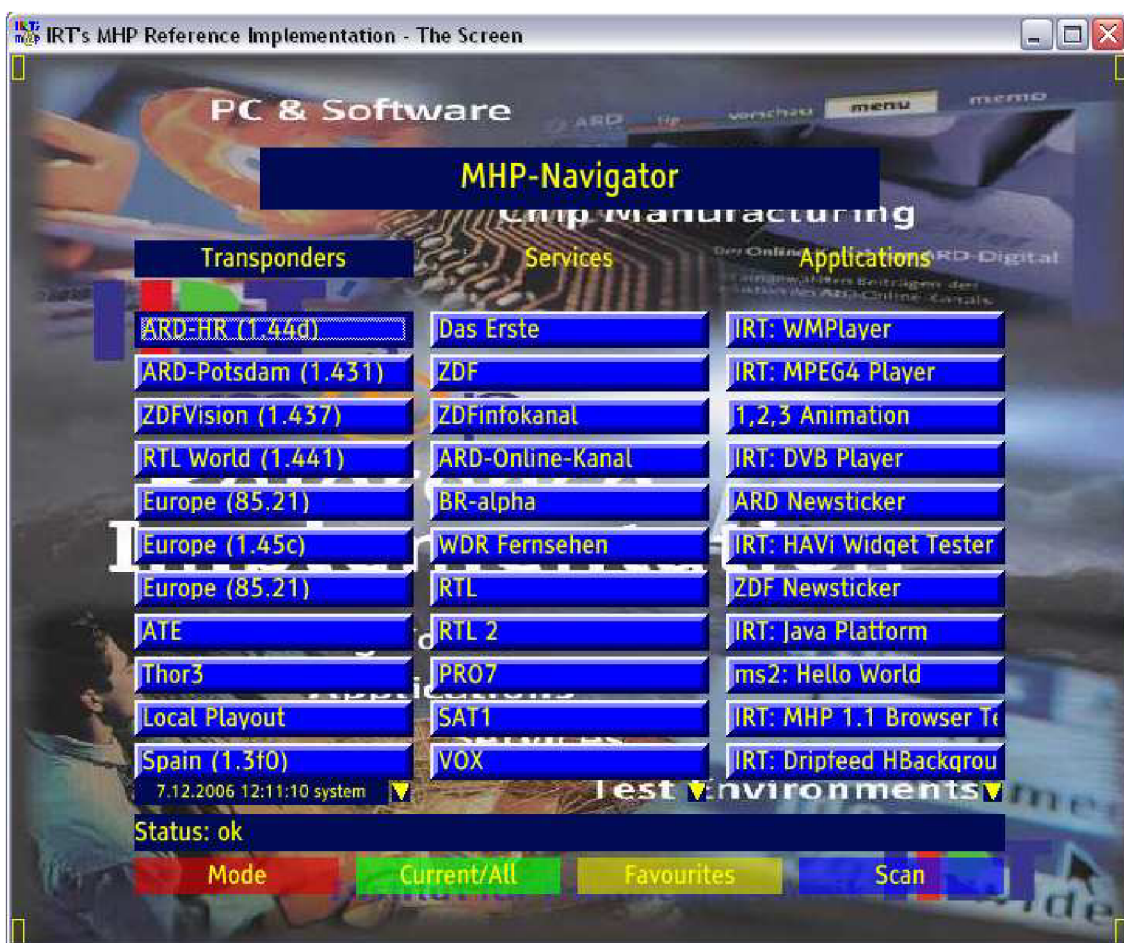 IRT's MHP Reference Implementation - The Screen
PC & Software
ARD tip vorschau menu memo
MHP-Navigator
Chip Manufacturing
Transponders Services Applications
Der Online ARD-Digital
ARD-HR (1.44d) Das Erste IRT: WMPlayer
ARD-Potsdam (1.431) ZDF IRT: MPEG4 Player
ZDFVision (1.437) ZDFinfokanal 1,2,3 Animation
RTL World (1.441) ARD-Online-Kanal IRT: DVB Player
Europe (85.21) BR-alpha ARD Newsticker
Europe (1.45c) WDR Fernsehen IRT: HAVi Widget Tester
Europe (85.21) RTL ZDF Newsticker
ATE RTL 2 IRT: Java Platform
Thor3 PRO7 ms2: Hello World
Local Playout SAT1 IRT: MHP 1.1 Browser Te
Spain (1.3f0) VOX IRT: Dripfeed HBackgrou
7.12.2006 12:11:10 system
Test Environments
Status: ok
Mode Current/All Favourites Scan